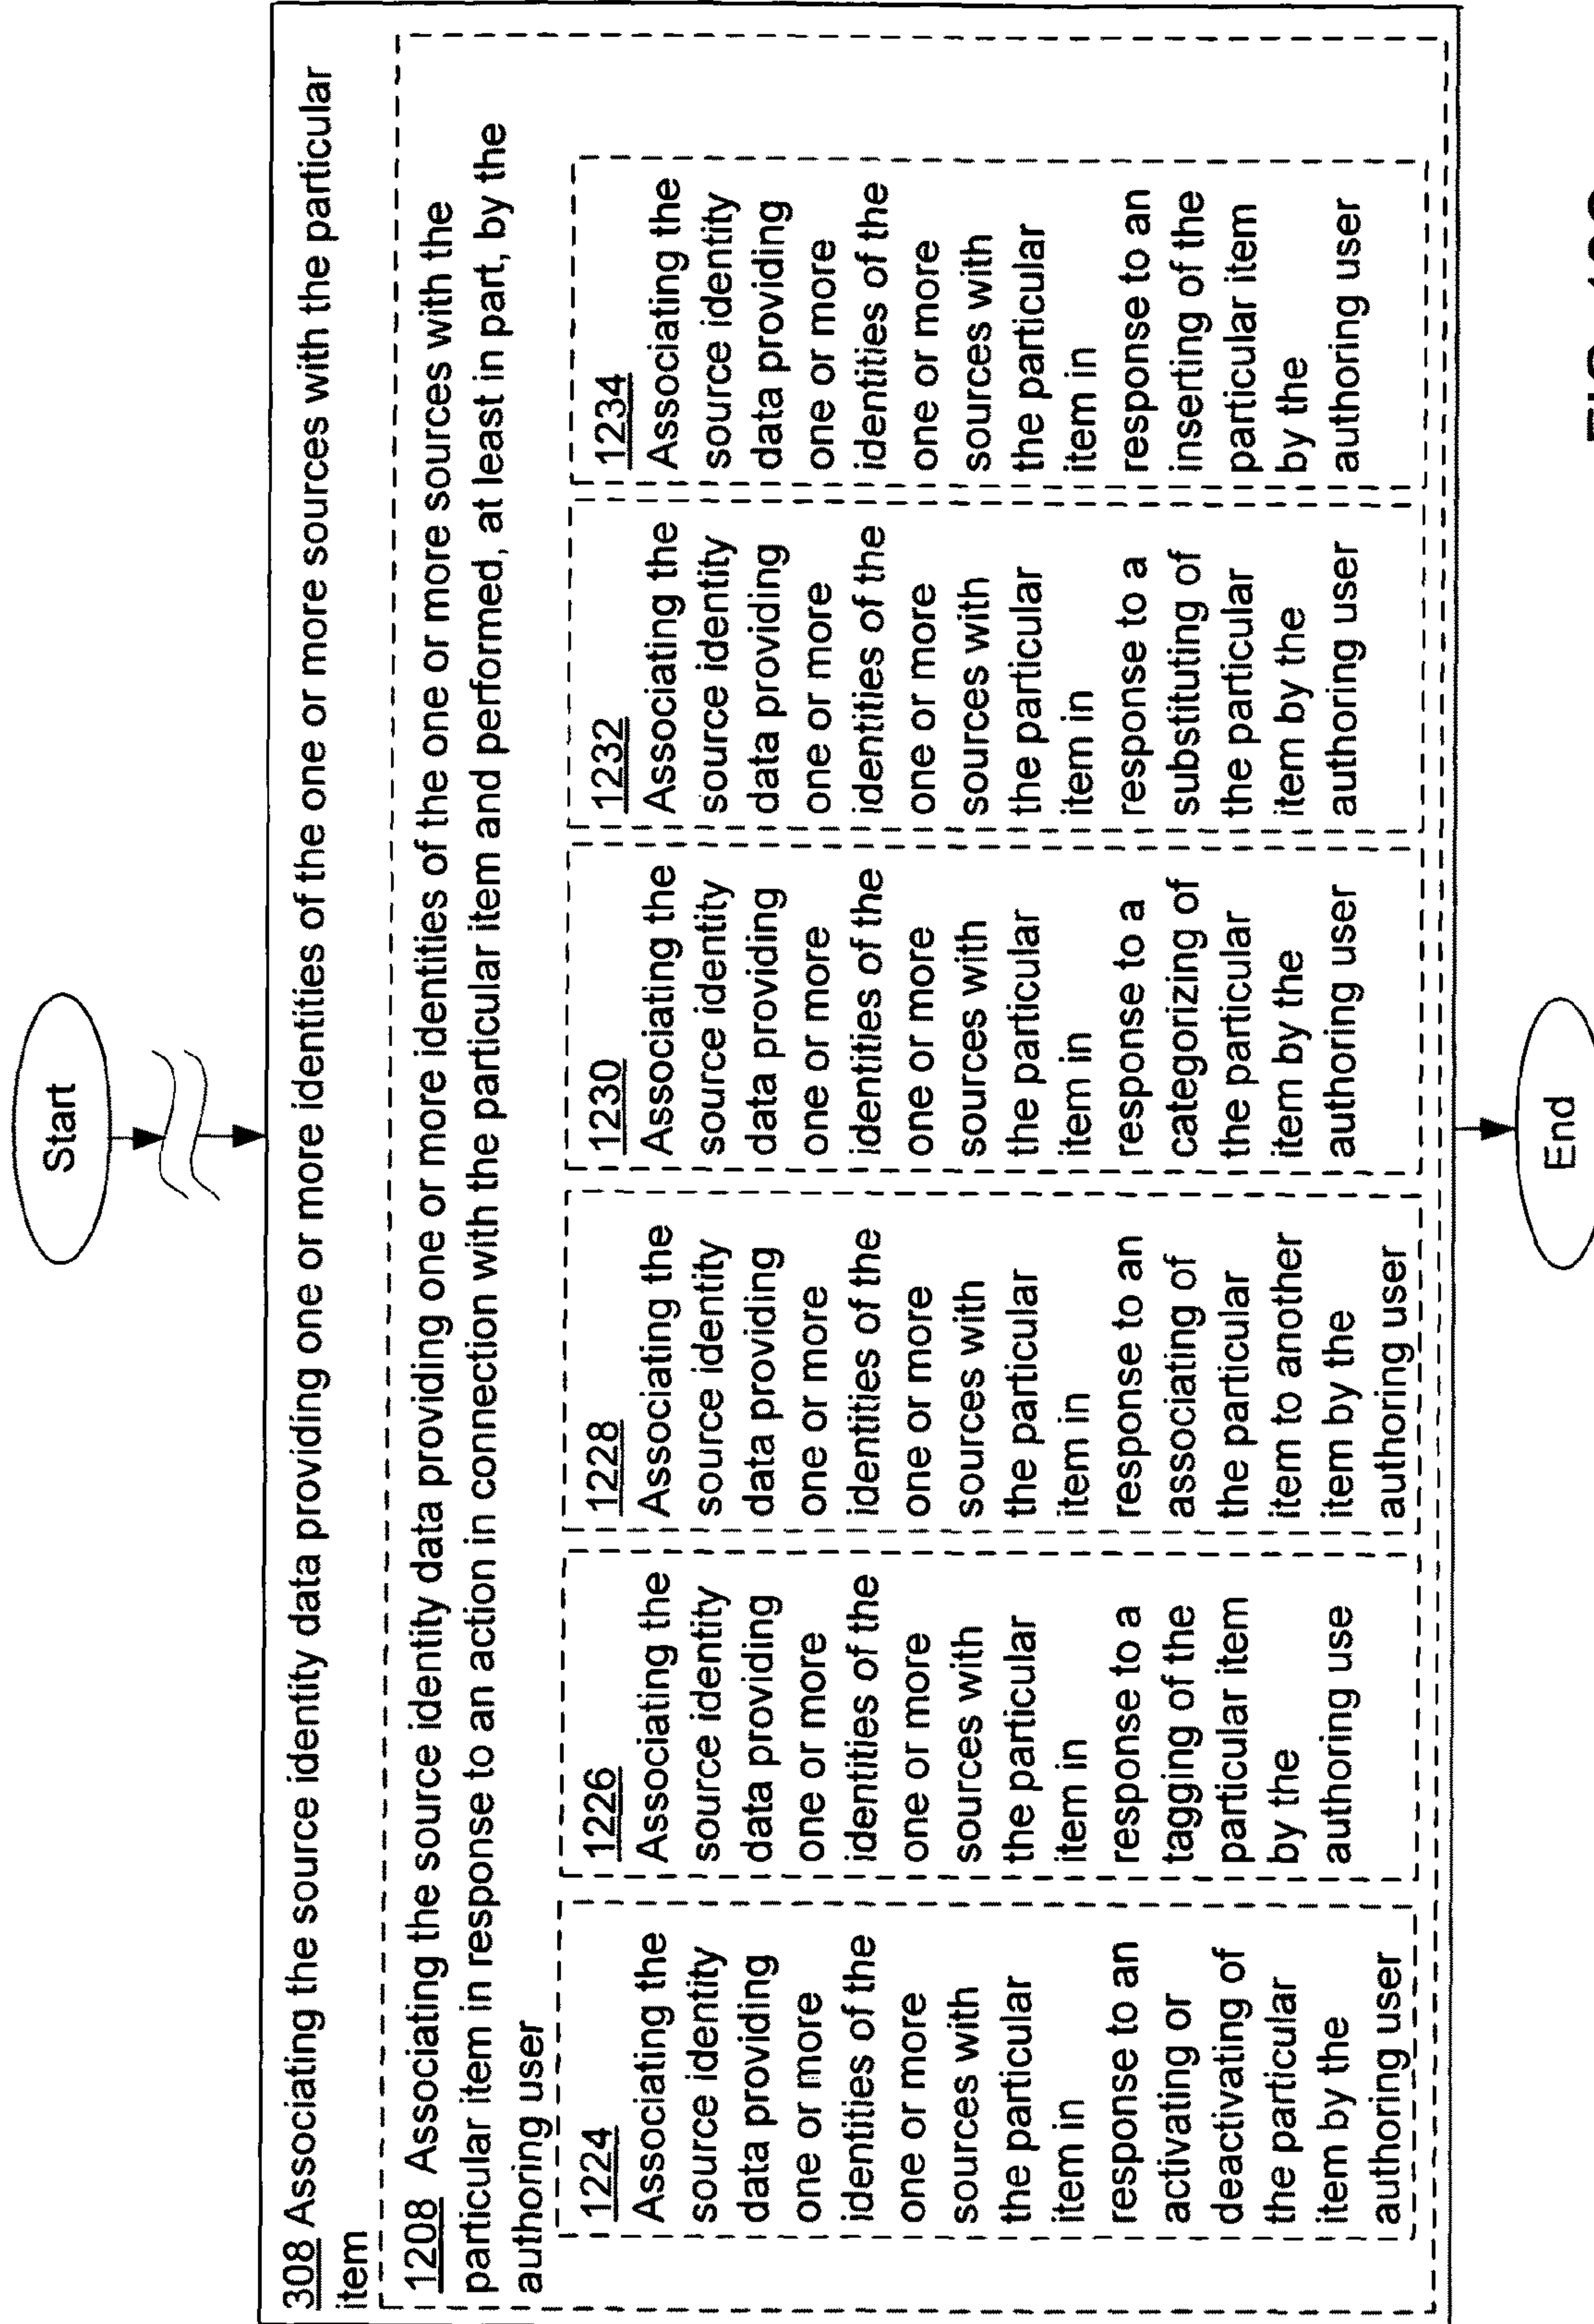 Start
308 Associating the source identity data providing one or more identities of the one or more sources with the particular
item
1208 Associating the source identity data providing one or more identities of the one or more sources with the
particular item in response to an action in connection with the particular item and performed, at least in part, by the
authoring user
1224
Associating the
source identity
data providing
one or more
identities of the
one or more
sources with
the particular
item in
response to an
activating or
deactivating of
the particular
item by the
authoring user
1226
Associating the
source identity
data providing
one or more
identities of the
one or more
sources with
the particular
item in
response to a
tagging of the
particular item
by the
authoring use
1228
Associating the
source identity
data providing
one or more
identities of the
one or more
sources with
the particular
item in
response to an
associating of
the particular
item to another
item by the
authoring user
1230
Associating the
source identity
data providing
one or more
identities of the
one or more
sources with
the particular
item in
response to a
categorizing of
the particular
item by the
authoring user
1232
Associating the
source identity
data providing
one or more
identities of the
one or more
sources with
the particular
item in
response to a
substituting of
the particular
item by the
authoring user
1234
Associating the
source identity
data providing
one or more
identities of the
one or more
sources with
the particular
item in
response to an
inserting of the
particular item
by the
authoring user
End